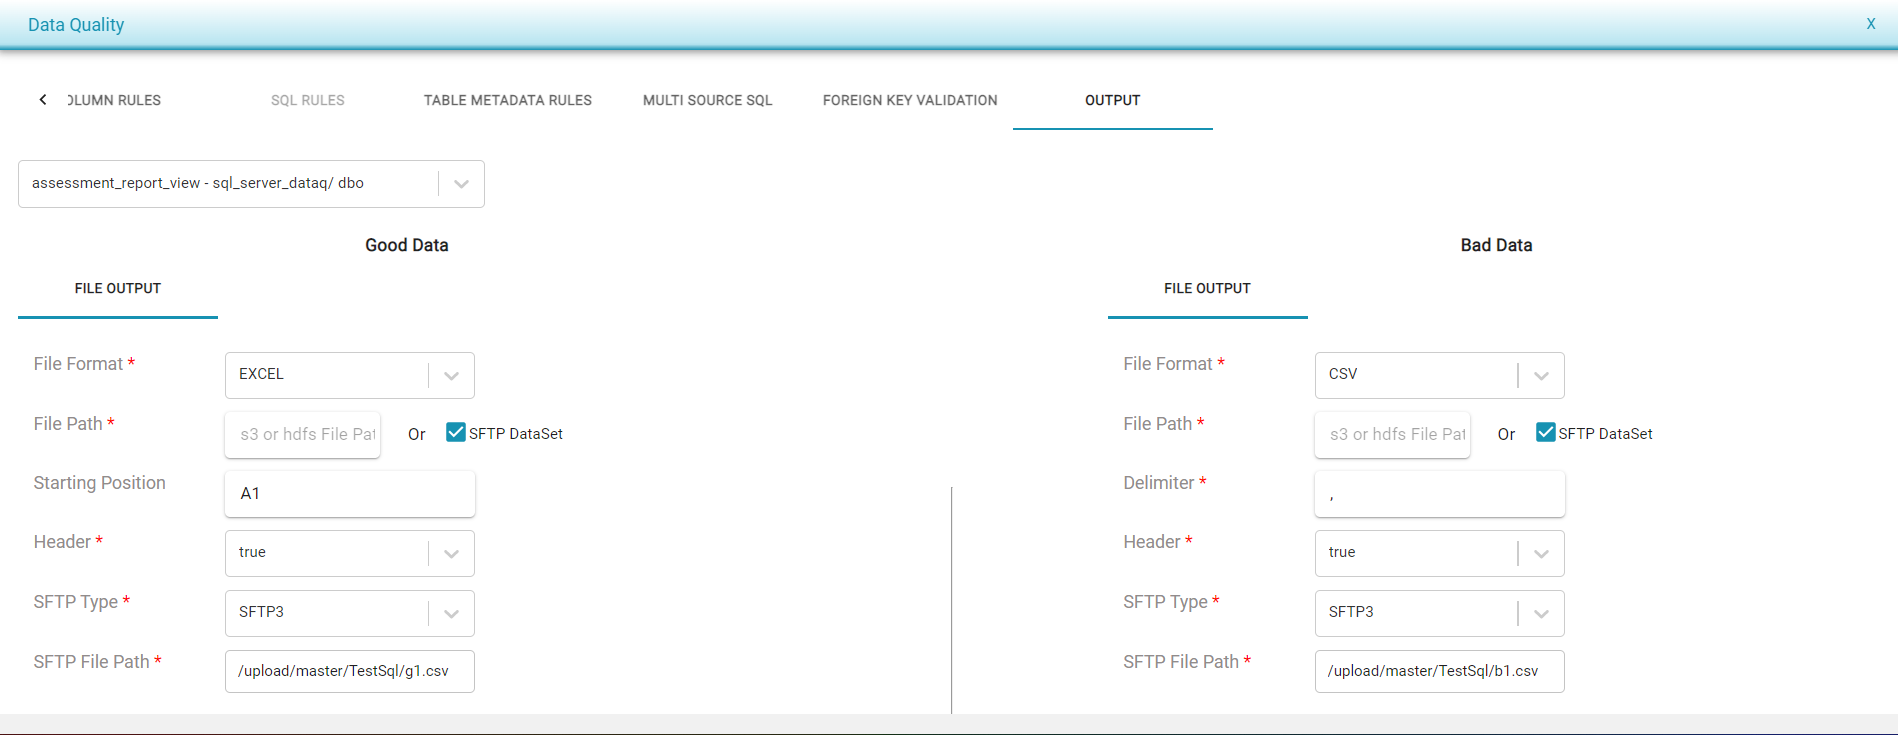 Data Quality X
OLUMN RULES SQL RULES TABLE METADATA RULES MULTI SOURCE SQL FOREIGN KEY VALIDATION OUTPUT
assessment_report_view - sql_server_dataq/ dbo
Good Data
FILE OUTPUT
File Format * EXCEL
File Path * s3 or hdfs File Pat Or SFTP DataSet
Starting Position A1
Header * true
SFTP Type * SFTP3
SFTP File Path * /upload/master/TestSql/g1.csv
Bad Data
FILE OUTPUT
File Format * CSV
File Path * s3 or hdfs File Pat Or SFTP DataSet
Delimiter * ,
Header * true
SFTP Type * SFTP3
SFTP File Path * /upload/master/TestSql/b1.csv